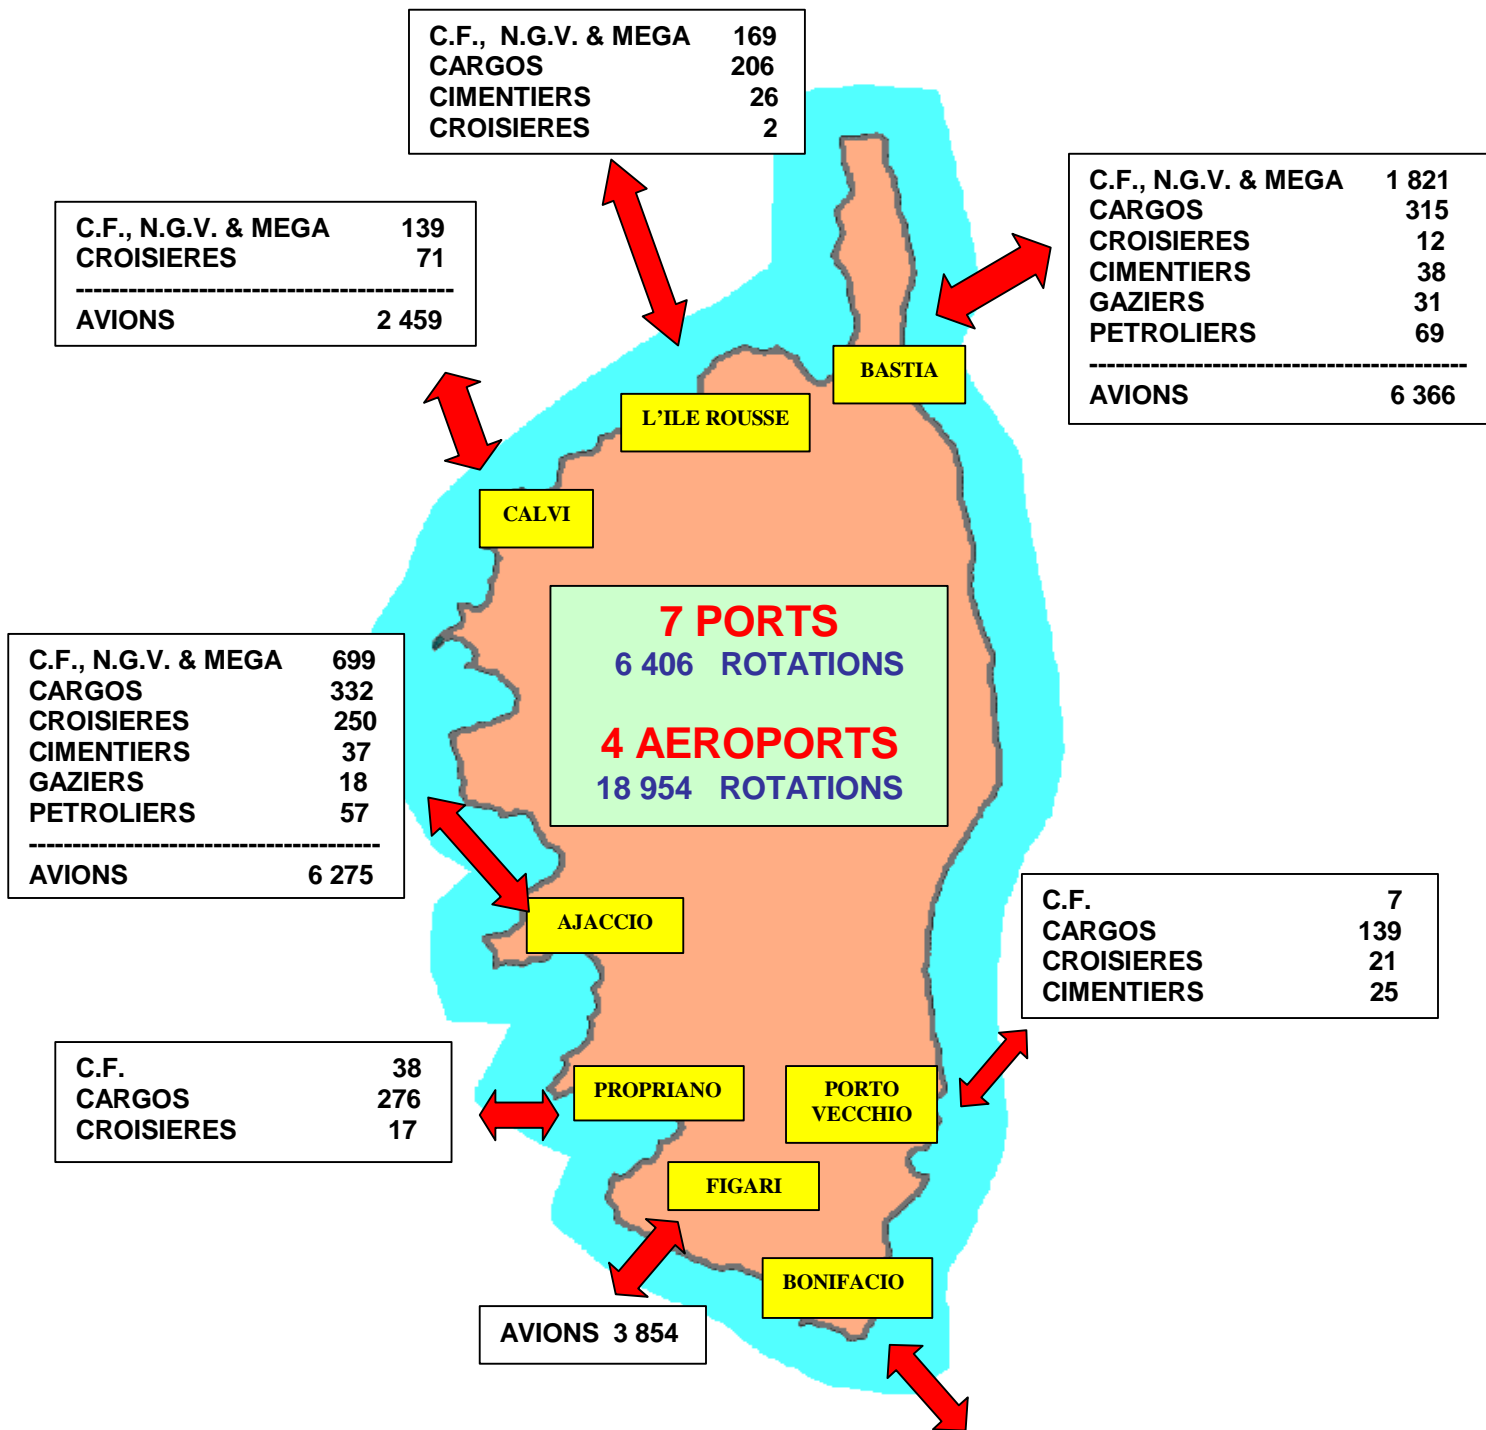 C.F., N.G.V. & MEGA 169
CARGOS 206
CIMENTIERS 26
CROISIERES 2
C.F., N.G.V. & MEGA 1 821
CARGOS 315
CROISIERES 12
CIMENTIERS 38
GAZIERS 31
PETROLIERS 69
-------------------------------------------
AVIONS 6 366
C.F., N.G.V. & MEGA 139
CROISIERES 71
-------------------------------------------
AVIONS 2 459
BASTIA
L'ILE ROUSSE
CALVI
7 PORTS
6 406 ROTATIONS
4 AEROPORTS
18 954 ROTATIONS
C.F., N.G.V. & MEGA 699
CARGOS 332
CROISIERES 250
CIMENTIERS 37
GAZIERS 18
PETROLIERS 57
----------------------------------------
AVIONS 6 275
AJACCIO
C.F. 7
CARGOS 139
CROISIERES 21
CIMENTIERS 25
C.F. 38
CARGOS 276
CROISIERES 17
PROPRIANO
PORTO
VECCHIO
FIGARI
BONIFACIO
AVIONS 3 854